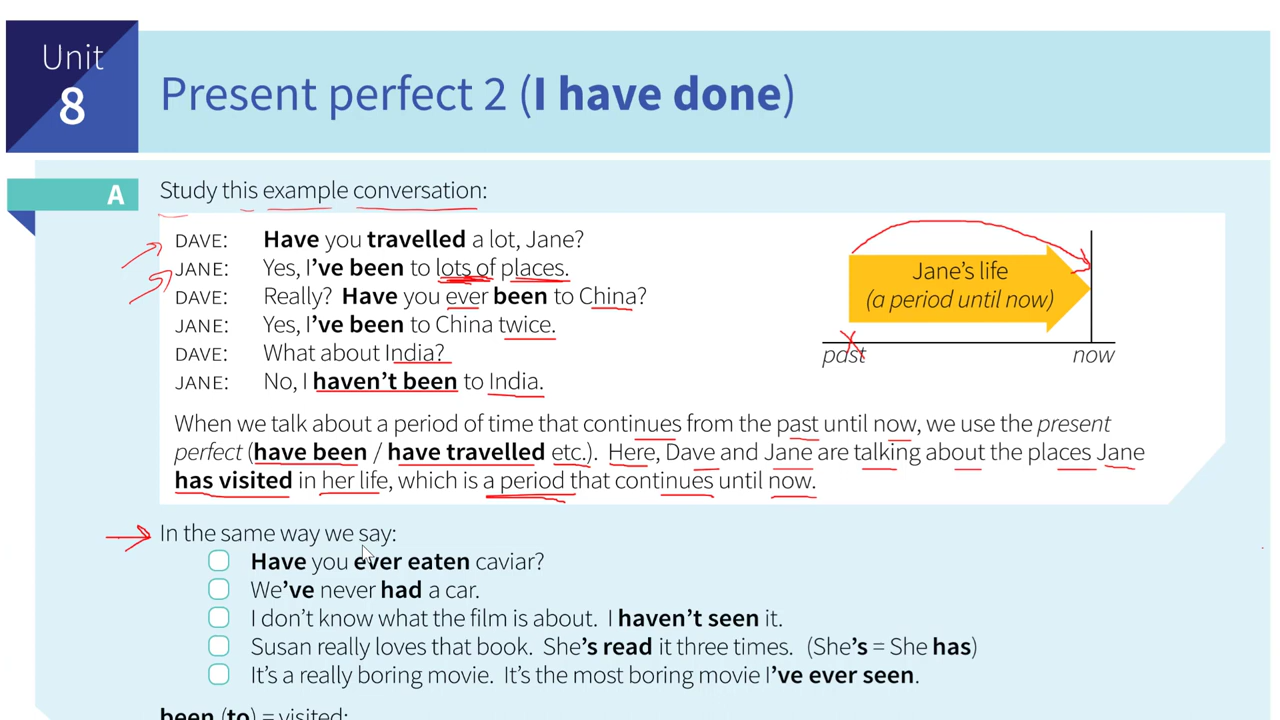 Unit
8
Present perfect 2 (I have done)
A
Study this example conversation:
DAVE: Have you travelled a lot, Jane?
JANE: Yes, I've been to lots of places.
DAVE: Really? Have you ever been to China?
JANE: Yes, I've been to China twice.
DAVE: What about India?
JANE: No, I haven't been to India.
Jane's life
(a period until now)
past
now
When we talk about a period of time that continues from the past until now, we use the present
perfect (have been / have travelled etc.). Here, Dave and Jane are talking about the places Jane
has visited in her life, which is a period that continues until now.
In the same way we say:
Have you ever eaten caviar?
We've never had a car.
I don't know what the film is about. I haven't seen it.
Susan really loves that book. She's read it three times. (She's = She has)
It's a really boring movie. It's the most boring movie I've ever seen.
been (to) = visited: